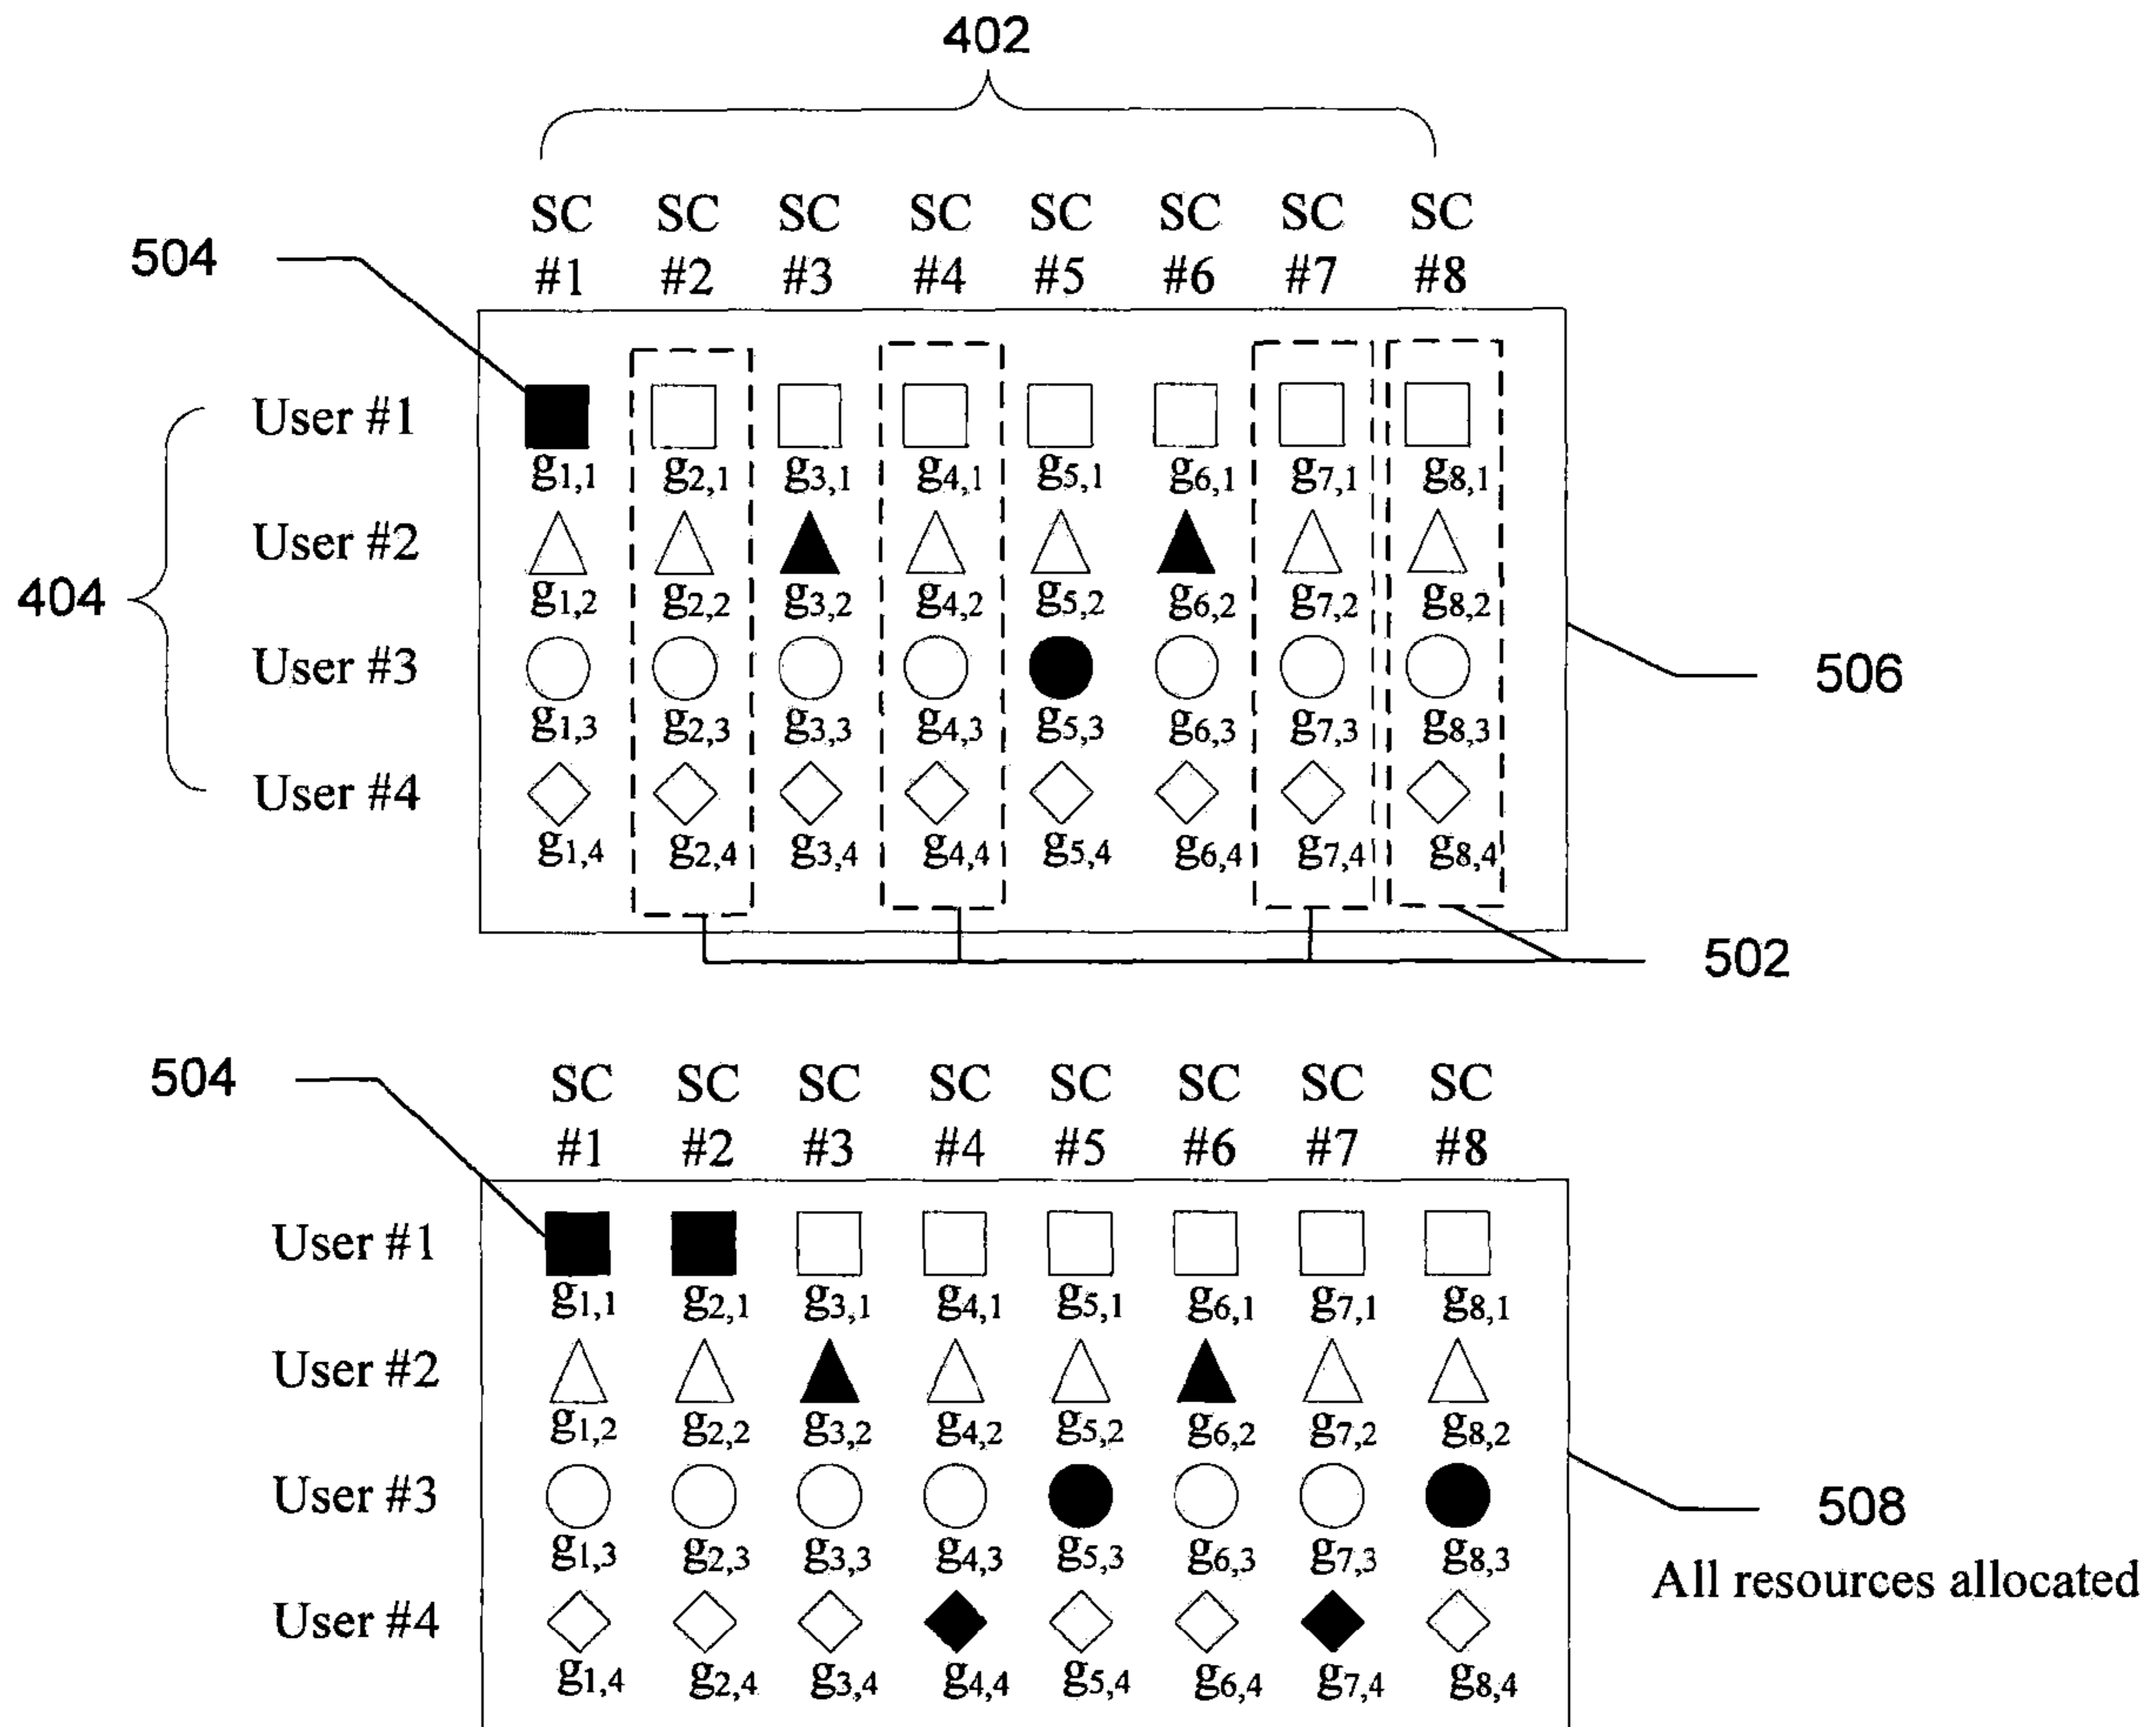 402
SC SC SC SC SC SC SC SC
504
#1 #2 #3 #4 #5 #6 #7 #8
User #1
g1,1 g2,1 g3,1 g4,1 g5,1 g6,1 g7,1 g8,1
User #2
404
g1,2 g2,2 g3,2 g4,2 g5,2 g6,2 g7,2 g8,2
User #3
506
g1,3 g2,3 g3,3 g4,3 g5,3 g6,3 g7,3 g8,3
User #4
g1,4 g2,4 g3,4 g4,4 g5,4 g6,4 g7,4 g8,4
502
504
SC SC SC SC SC SC SC SC
#1 #2 #3 #4 #5 #6 #7 #8
User #1
g1,1 g2,1 g3,1 g4,1 g5,1 g6,1 g7,1 g8,1
User #2
g1,2 g2,2 g3,2 g4,2 g5,2 g6,2 g7,2 g8,2
User #3
508
g1,3 g2,3 g3,3 g4,3 g5,3 g6,3 g7,3 g8,3
All resources allocated
User #4
g1,4 g2,4 g3,4 g4,4 g5,4 g6,4 g7,4 g8,4